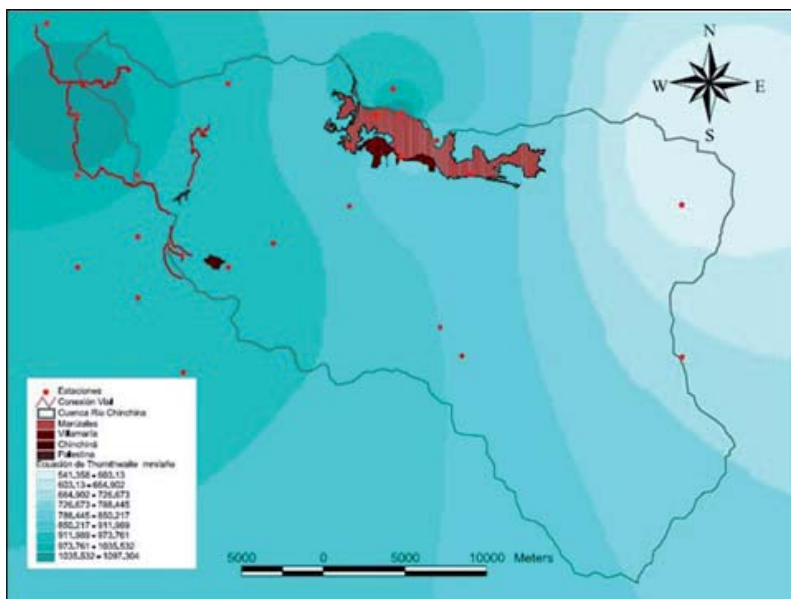 N
W E
S
Estaciones
Conexión Vial
Cuenca Río Chinchina
Manizales
Villamaría
Chinchiná
Palestina
Ecuación de Thornthwaite mm/año
541,358 - 603,13
603,13 - 664,902
664,902 - 726,673
726,673 - 788,445
788,445 - 850,217
850,217 - 911,989
911,989 - 973,761
973,761 - 1035,532
1035,532 - 1097,304
5000 0 5000 10000 Meters